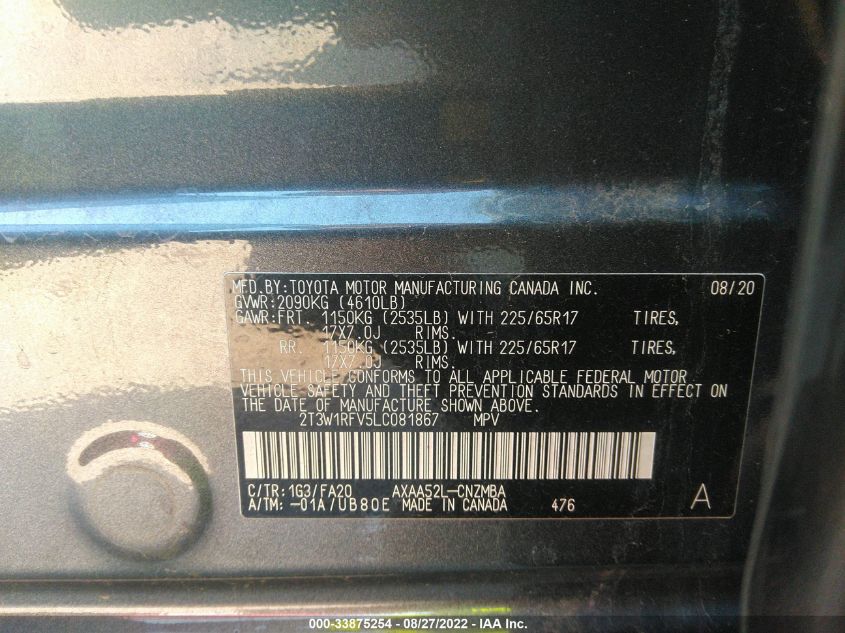 MFD.BY:TOYOTA MOTOR MANUFACTURING CANADA INC. 08/20
GVWR:2090KG (4610LB)
GAWR:FRT. 1150KG (2535LB) WITH 225/65R17 TIRES,
17X7.0J RIMS.
RR. 1150KG (2535LB) WITH 225/65R17 TIRES,
17X7.0J RIMS.
THIS VEHICLE CONFORMS TO ALL APPLICABLE FEDERAL MOTOR
VEHICLE SAFETY AND THEFT PREVENTION STANDARDS IN EFFECT ON
THE DATE OF MANUFACTURE SHOWN ABOVE.
2T3W1RFV5LC081867 MPV
C/TR:1G3/FA20 AXAA52L-CNZMBA
A/TM: -01A/UB80E MADE IN CANADA 476 A
000-33875254 - 08/27/2022 - IAA Inc.